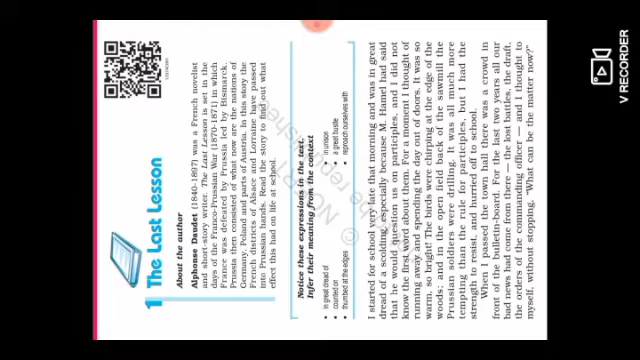 1 The Last Lesson
About the author
Alphonse Daudet (1840-1897) was a French novelist
and short-story writer. The Last Lesson is set in the
days of the Franco-Prussian War (1870-1871) in which
France was defeated by Prussia led by Bismarck.
Prussia then consisted of what now are the nations of
Germany, Poland and parts of Austria. In this story the
French districts of Alsace and Lorraine have passed
into Prussian hands. Read the story to find out what
effect this had on life at school.
Notice these expressions in the text.
Infer their meaning from the context
• in great dread of
• counted on
• thumbed at the edges
• in unison
• a great bustle
• reproach ourselves with
I started for school very late that morning and was in great
dread of a scolding, especially because M. Hamel had said
that he would question us on participles, and I did not
know the first word about them. For a moment I thought of
running away and spending the day out of doors. It was so
warm, so bright! The birds were chirping at the edge of the
woods; and in the open field back of the sawmill the
Prussian soldiers were drilling. It was all much more
tempting than the rule for participles, but I had the
strength to resist, and hurried off to school.
When I passed the town hall there was a crowd in
front of the bulletin-board. For the last two years all our
bad news had come from there — the lost battles, the draft,
the orders of the commanding officer — and I thought to
myself, without stopping, “What can be the matter now?”
V RECORDER